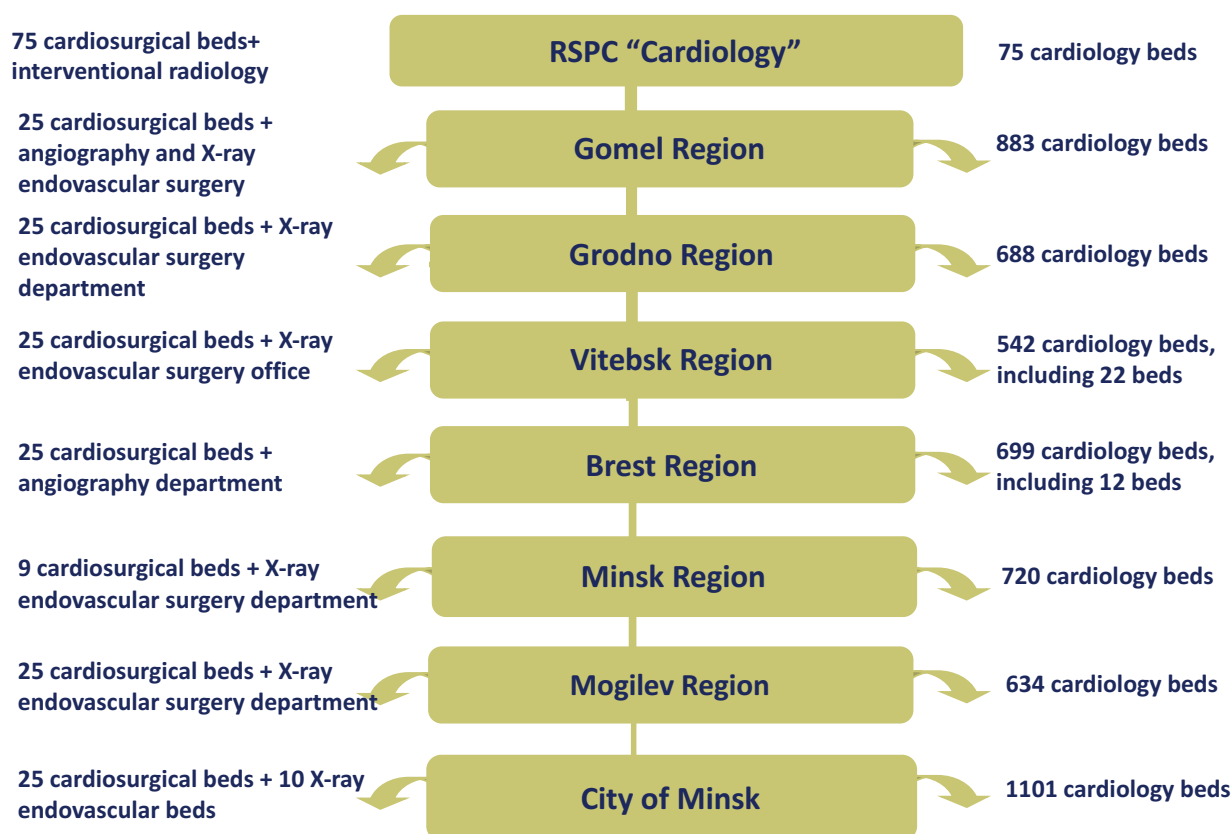 75 cardiosurgical beds+
interventional radiology
RSPC “Cardiology”
75 cardiology beds
25 cardiosurgical beds +
angiography and X-ray
endovascular surgery
Gomel Region
883 cardiology beds
25 cardiosurgical beds + X-ray
endovascular surgery
department
Grodno Region
688 cardiology beds
25 cardiosurgical beds + X-ray
endovascular surgery office
Vitebsk Region
542 cardiology beds,
including 22 beds
25 cardiosurgical beds +
angiography department
Brest Region
699 cardiology beds,
including 12 beds
9 cardiosurgical beds + X-ray
endovascular surgery department
Minsk Region
720 cardiology beds
25 cardiosurgical beds + X-ray
endovascular surgery department
Mogilev Region
634 cardiology beds
25 cardiosurgical beds + 10 X-ray
endovascular beds
City of Minsk
1101 cardiology beds